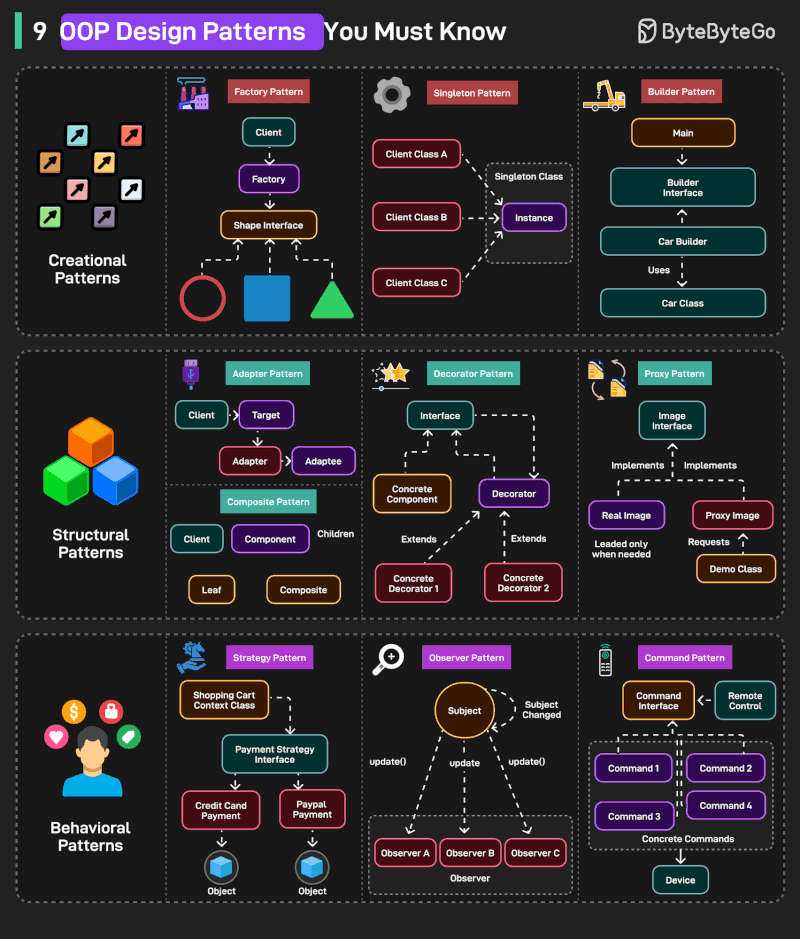 9 OOP Design Patterns You Must Know
ByteByteGo
Creational
Patterns
Factory Pattern
Client
Factory
Shape Interface
Singleton Pattern
Client Class A
Client Class B
Client Class C
Singleton Class
Instance
Builder Pattern
Main
Builder
Interface
Car Builder
Uses
Car Class
Structural
Patterns
Adapter Pattern
Client
Target
Adapter
Adaptee
Composite Pattern
Client
Component
Children
Leaf
Composite
Decorator Pattern
Interface
Concrete
Component
Decorator
Extends
Extends
Concrete
Decorator 1
Concrete
Decorator 2
Proxy Pattern
Image
Interface
Implements
Implements
Real Image
Proxy Image
Leaded only
when needed
Requests
Demo Class
Behavioral
Patterns
Strategy Pattern
Shopping Cart
Context Class
Payment Strategy
Interface
Credit Cand
Payment
Paypal
Payment
Object
Object
Observer Pattern
Subject
Subject
Changed
update()
update
update()
Observer A
Observer B
Observer C
Observer
Command Pattern
Command
Interface
Remote
Control
Command 1
Command 2
Command 3
Command 4
Concrete Commands
Device